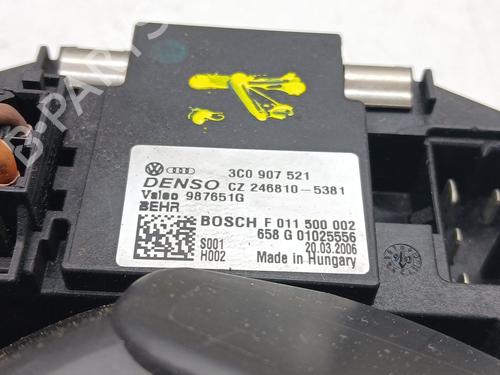 3C0 907 521
DENSO CZ 246810-5381
Valeo 987651G
BEHR
BOSCH F 011 500 002
658 G 01025556
20.03.2006
S001
H002
Made in Hungary